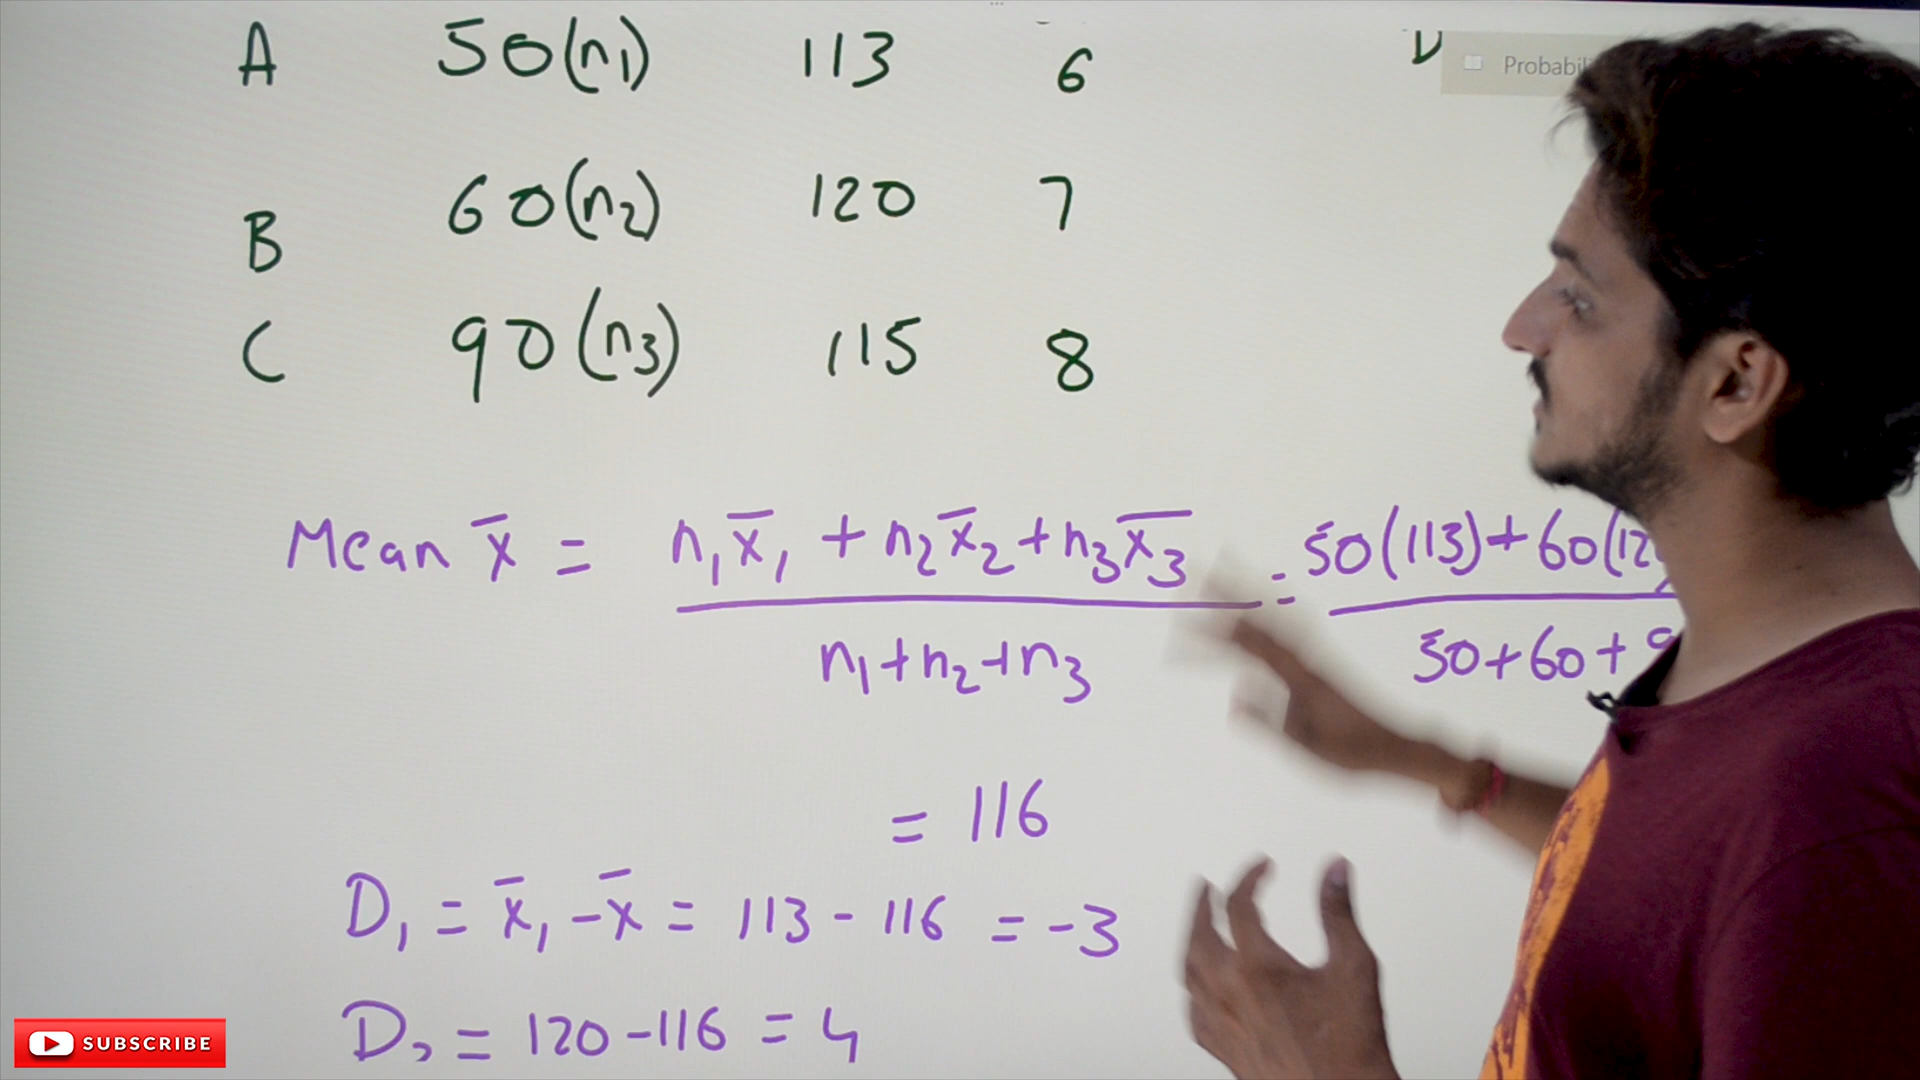 A 50(n1) 113 6
Probabil
B 60(n2) 120 7
C 90(n3) 115 8
Mean x̄ = n1x̄1 + n2x̄2 + n3x̄3 / n1+n2+n3 = 50(113)+60(12 / 50+60+
= 116
D1 = x̄1 - x̄ = 113 - 116 = -3
D2 = 120 - 116 = 4
SUBSCRIBE